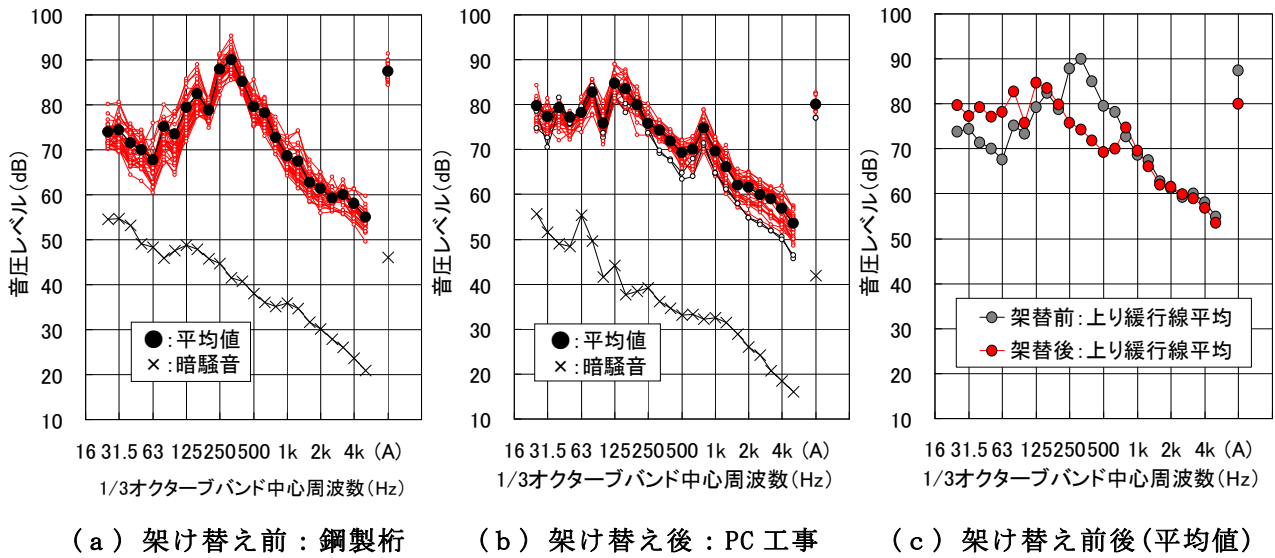 100
90
80
70
60
50
40
30
20
10
音圧レベル(dB)
●:平均値
×:暗騒音
16 31.5 63 125 250 500 1k 2k 4k (A)
1/3オクターブバンド中心周波数(Hz)
(a) 架け替え前:鋼製桁
100
90
80
70
60
50
40
30
20
10
音圧レベル(dB)
●:平均値
×:暗騒音
16 31.5 63 125 250 500 1k 2k 4k (A)
1/3オクターブバンド中心周波数(Hz)
(b) 架け替え後:PC 工事
100
90
80
70
60
50
40
30
20
10
音圧レベル(dB)
架替前:上り緩行線平均
架替後:上り緩行線平均
16 31.5 63 125 250 500 1k 2k 4k (A)
1/3オクターブバンド中心周波数(Hz)
(c) 架け替え前後(平均値)